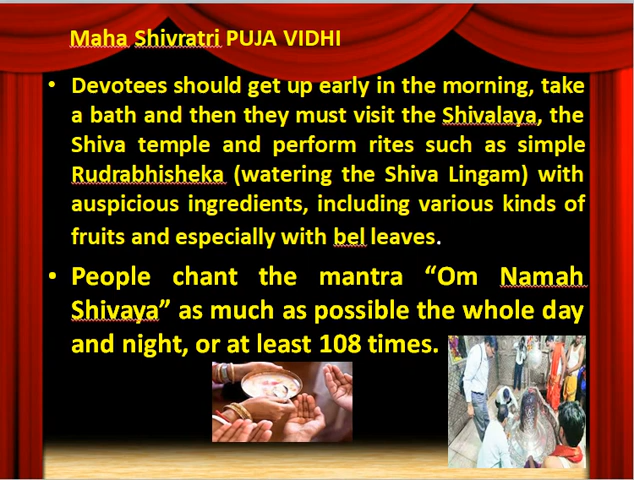 Maha Shivratri PUJA VIDHI
• Devotees should get up early in the morning, take
a bath and then they must visit the Shivalaya, the
Shiva temple and perform rites such as simple
Rudrabhisheka (watering the Shiva Lingam) with
auspicious ingredients, including various kinds of
fruits and especially with bel leaves.
• People chant the mantra “Om Namah
Shivaya” as much as possible the whole day
and night, or at least 108 times.